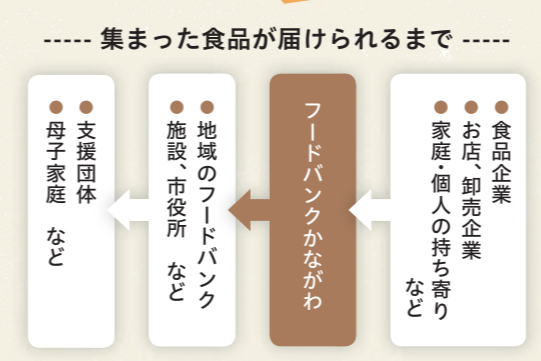 ----- 集まった食品が届けられるまで -----
● 食品企業
● お店、卸売企業
● 家庭・個人の持ち寄り
など
フードバンクかながわ
● 地域のフードバンク
● 施設、市役所 など
● 支援団体
● 母子家庭 など